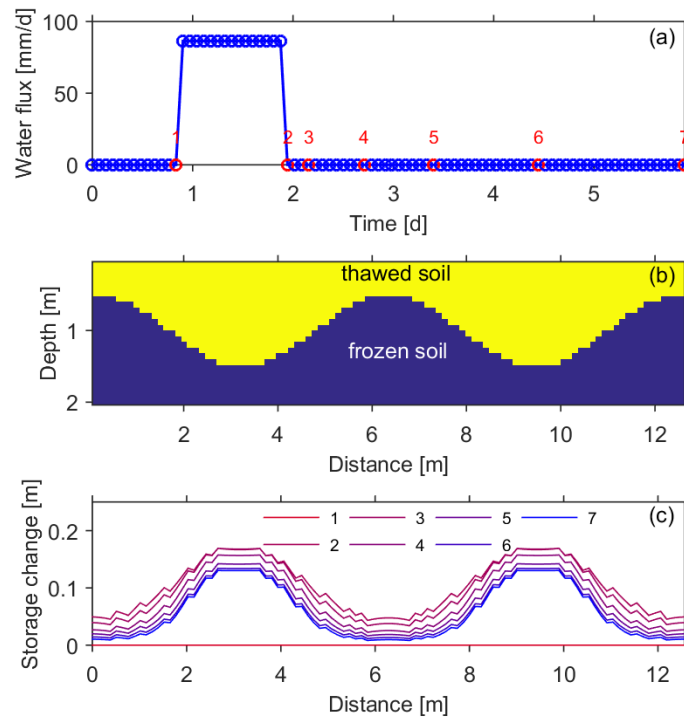 (a)
Water flux [mm/d]
100
50
0
1 2 3 4 5 6 7
0 1 2 3 4 5
Time [d]
(b)
thawed soil
frozen soil
Depth [m]
1
2
2 4 6 8 10 12
Distance [m]
(c)
Storage change [m]
0.2
0.1
0
1 3 5 7
2 4 6
0 2 4 6 8 10 12
Distance [m]